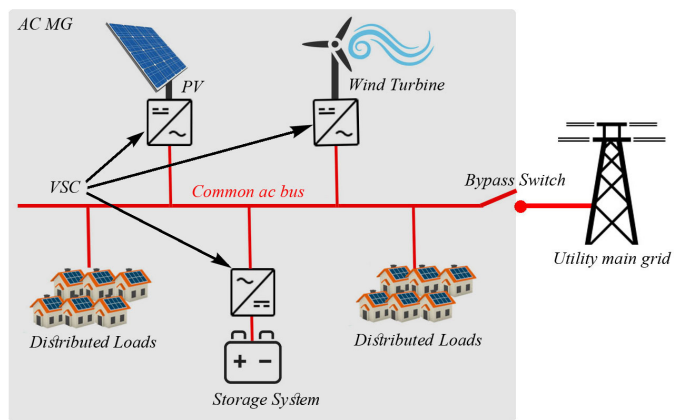 AC MG
PV
Wind Turbine
VSC
Common ac bus
Bypass Switch
Utility main grid
Distributed Loads
Distributed Loads
Storage System